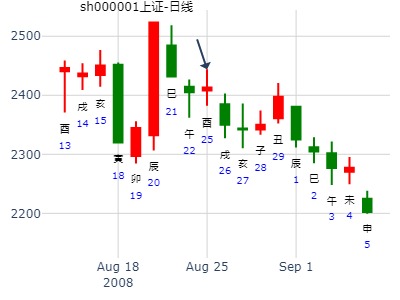 sh000001上证-日线
2500
2400
2300
2200
酉
13
戌
14
亥
15
寅
18
卯
19
辰
20
巳
21
午
22
酉
25
戌
26
亥
27
子
28
丑
29
辰
1
巳
2
午
3
未
4
申
5
Aug 18
2008
Aug 25
Sep 1